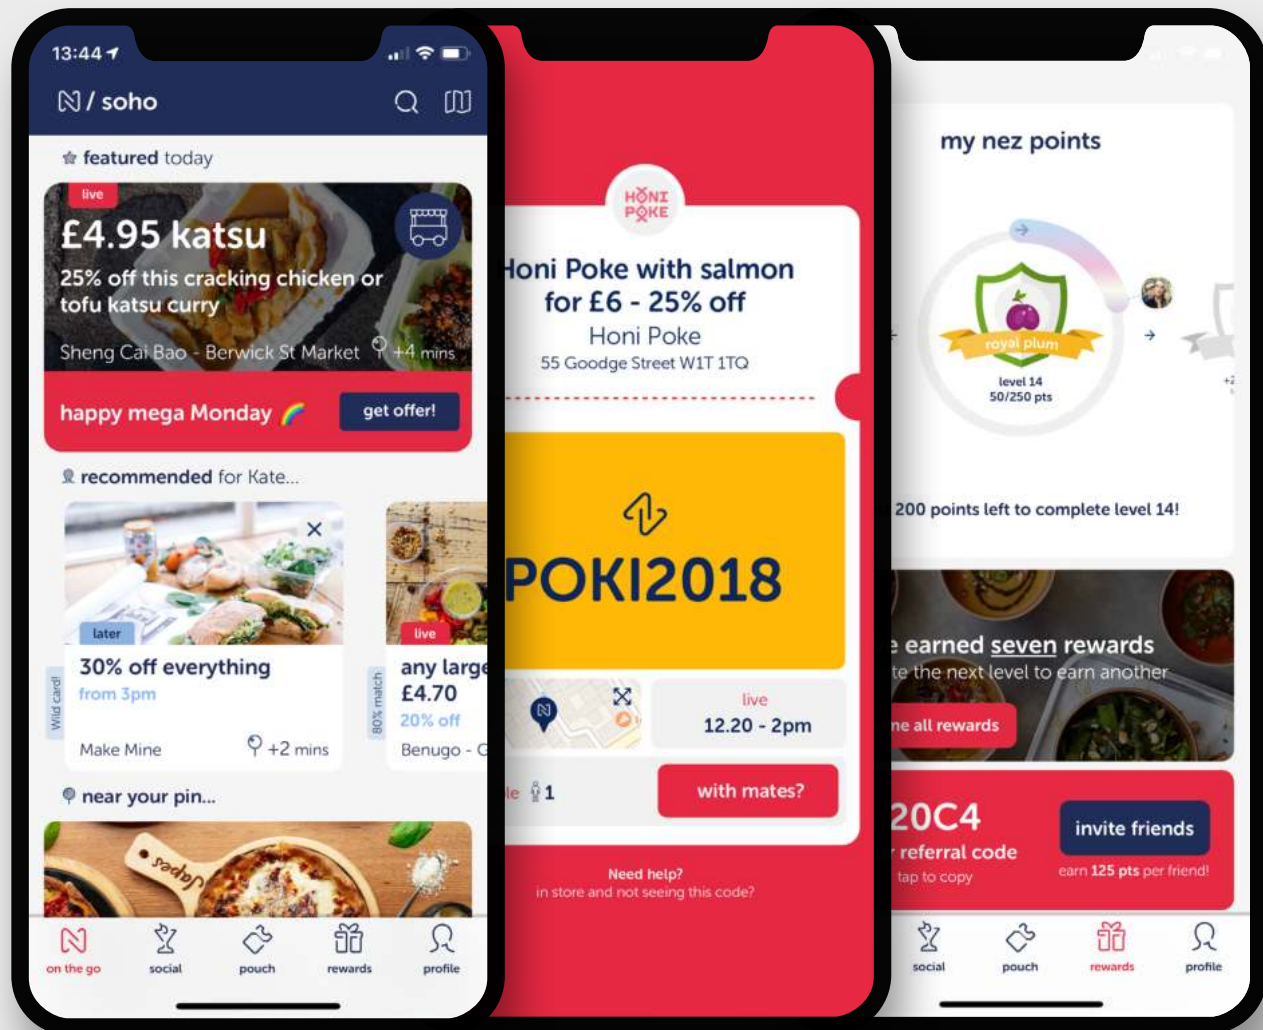 13:44
/ soho
featured today
live
£4.95 katsu
25% off this cracking chicken or
tofu katsu curry
Sheng Cai Bao - Berwick St Market +4 mins
happy mega Monday 🌈
get offer!
recommended for Kate...
later
30% off everything
from 3pm
Wild card!
Make Mine
+2 mins
live
any large
£4.70
20% off
80% match
Benugo -
near your pin...
Japes
on the go
social
pouch
rewards
profile
HONI
POKE
Honi Poke with salmon
for £6 - 25% off
Honi Poke
55 Goodge Street W1T 1TQ
POKI2018
live
12.20 - 2pm
1
with mates?
Need help?
in store and not seeing this code?
my nez points
royal plum
level 14
50/250 pts
200 points left to complete level 14!
earned seven rewards
the next level to earn another
all rewards
20C4
referral code
tap to copy
invite friends
earn 125 pts per friend!
social
pouch
rewards
profile